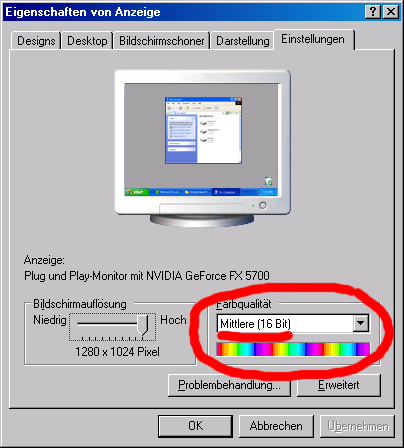 Eigenschaften von Anzeige
Designs Desktop Bildschirmschoner Darstellung Einstellungen
Anzeige:
Plug und Play-Monitor mit NVIDIA GeForce FX 5700
Bildschirmauflösung
Niedrig Hoch
1280 x 1024 Pixel
Farbqualität
Mittlere (16 Bit)
Problembehandlung... Erweitert
OK Abbrechen Übernehmen